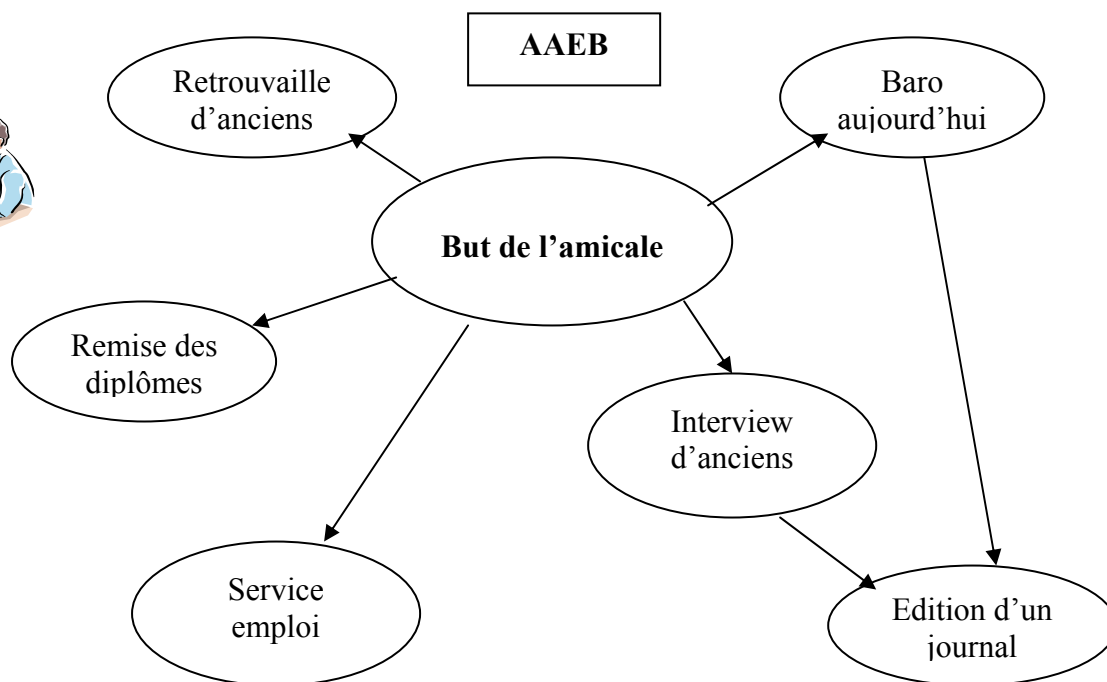 AAEB
Retrouvaille
d’anciens
Baro
aujourd’hui
But de l’amicale
Remise des
diplômes
Interview
d’anciens
Service
emploi
Edition d’un
journal